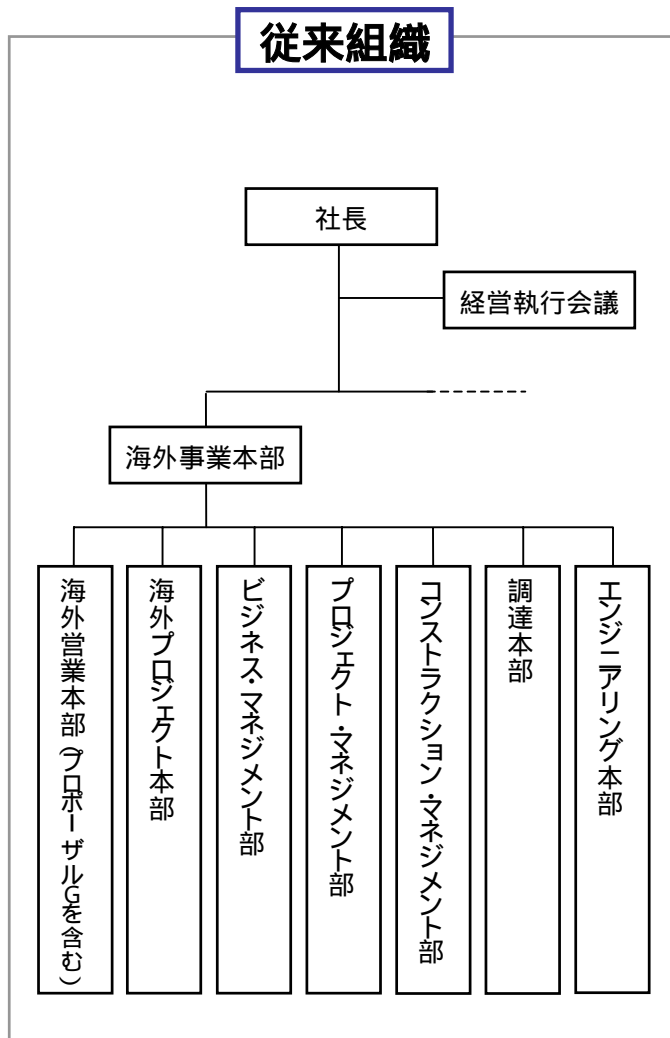 従来組織
社長
経営執行会議
海外事業本部
海外営業本部(プロポーザルGを含む)
海外プロジェクト本部
ビジネス・マネジメント部
プロジェクト・マネジメント部
コンストラクション・マネジメント部
調達本部
エンジニアリング本部